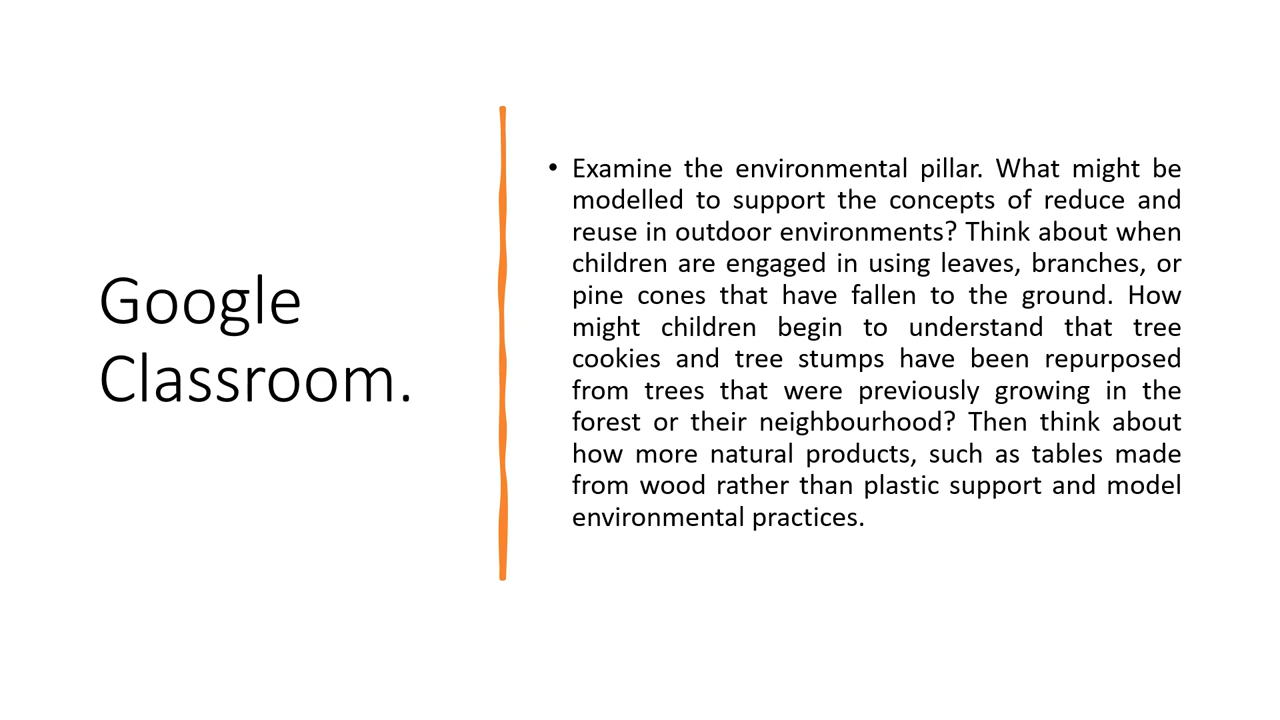 Google
Classroom.
• Examine the environmental pillar. What might be
modelled to support the concepts of reduce and
reuse in outdoor environments? Think about when
children are engaged in using leaves, branches, or
pine cones that have fallen to the ground. How
might children begin to understand that tree
cookies and tree stumps have been repurposed
from trees that were previously growing in the
forest or their neighbourhood? Then think about
how more natural products, such as tables made
from wood rather than plastic support and model
environmental practices.